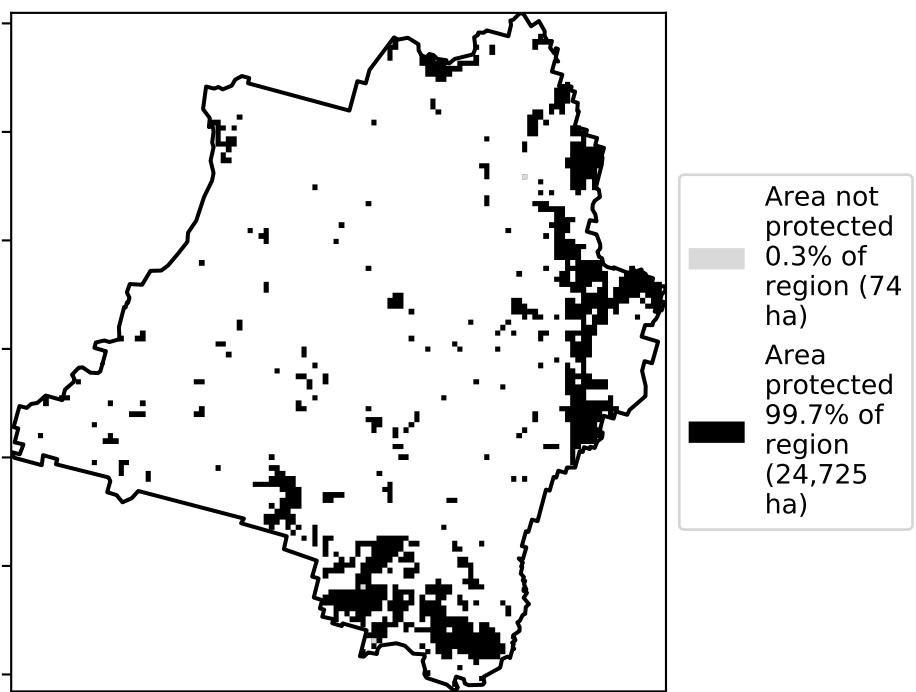 Area not
protected
0.3% of
region (74
ha)
Area
protected
99.7% of
region
(24,725
ha)